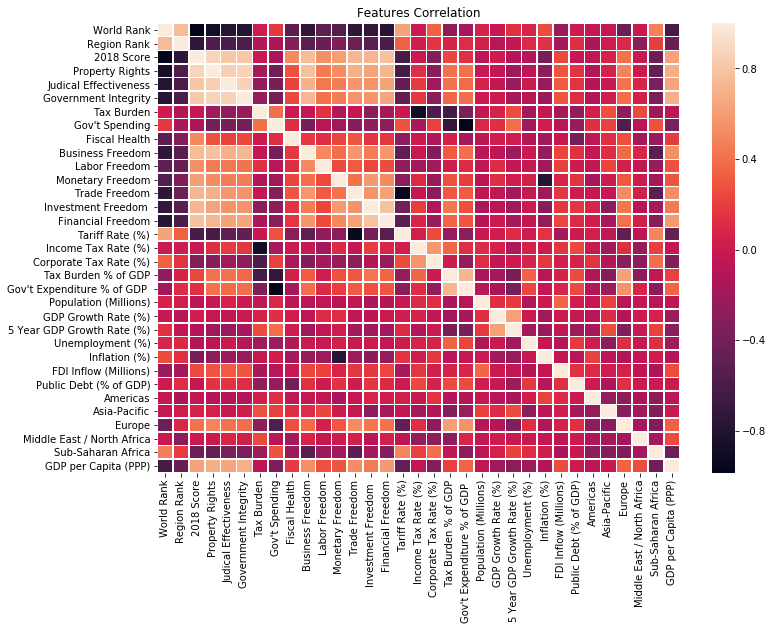 Features Correlation
World Rank
Region Rank
2018 Score
Property Rights
Judical Effectiveness
Government Integrity
Tax Burden
Gov't Spending
Fiscal Health
Business Freedom
Labor Freedom
Monetary Freedom
Trade Freedom
Investment Freedom
Financial Freedom
Tariff Rate (%)
Income Tax Rate (%)
Corporate Tax Rate (%)
Tax Burden % of GDP
Gov't Expenditure % of GDP
Population (Millions)
GDP Growth Rate (%)
5 Year GDP Growth Rate (%)
Unemployment (%)
Inflation (%)
FDI Inflow (Millions)
Public Debt (% of GDP)
Americas
Asia-Pacific
Europe
Middle East / North Africa
Sub-Saharan Africa
GDP per Capita (PPP)
World Rank
Region Rank
2018 Score
Property Rights
Judical Effectiveness
Government Integrity
Tax Burden
Gov't Spending
Fiscal Health
Business Freedom
Labor Freedom
Monetary Freedom
Trade Freedom
Investment Freedom
Financial Freedom
Tariff Rate (%)
Income Tax Rate (%)
Corporate Tax Rate (%)
Tax Burden % of GDP
Gov't Expenditure % of GDP
Population (Millions)
GDP Growth Rate (%)
5 Year GDP Growth Rate (%)
Unemployment (%)
Inflation (%)
FDI Inflow (Millions)
Public Debt (% of GDP)
Americas
Asia-Pacific
Europe
Middle East / North Africa
Sub-Saharan Africa
GDP per Capita (PPP)
0.8
0.4
0.0
−0.4
−0.8